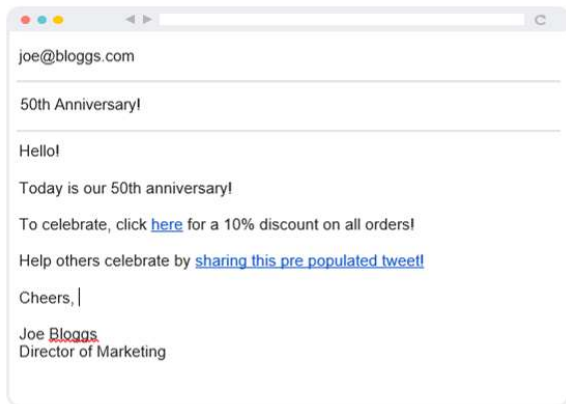 joe@bloggs.com
50th Anniversary!
Hello!
Today is our 50th anniversary!
To celebrate, click here for a 10% discount on all orders!
Help others celebrate by sharing this pre populated tweet!
Cheers,
Joe Bloggs
Director of Marketing